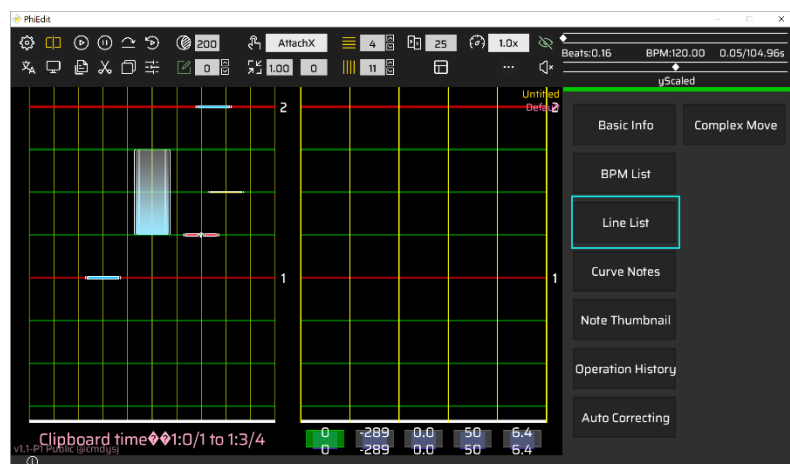 PhiEdit
200 AttachX 4 25 1.0x
Beats:0.16 BPM:120.00 0.05/104.96s
0 1.00 0 11 ...
yScaled
Untitled
Default
2 2
1 1
Basic Info Complex Move
BPM List
Line List
Curve Notes
Note Thumbnail
Operation History
Auto Correcting
Clipboard time��1:0/1 to 1:3/4
v1.1-P1 Public (@cmdysj
0 -289 0.0 50 6.4
0 -289 0.0 50 6.4